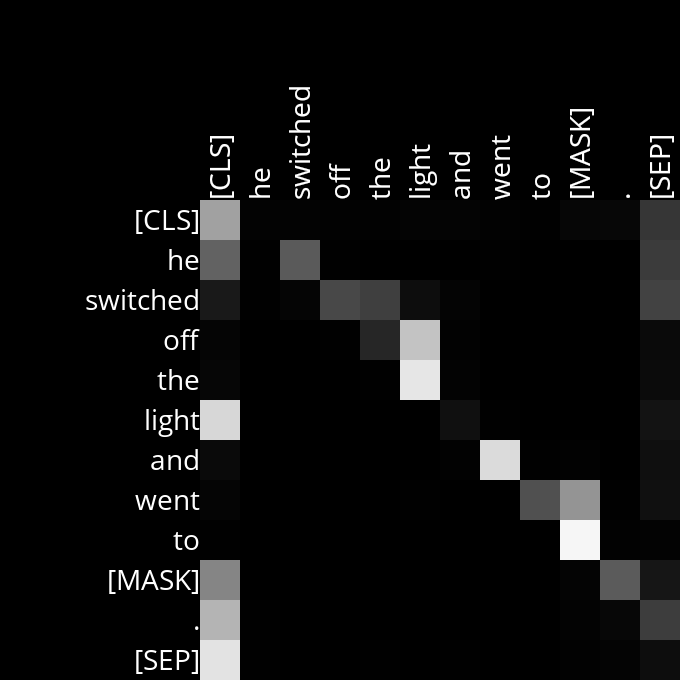 [CLS] he switched off the light and went to [MASK] . [SEP]
[CLS]
he
switched
off
the
light
and
went
to
[MASK]
.
[SEP]